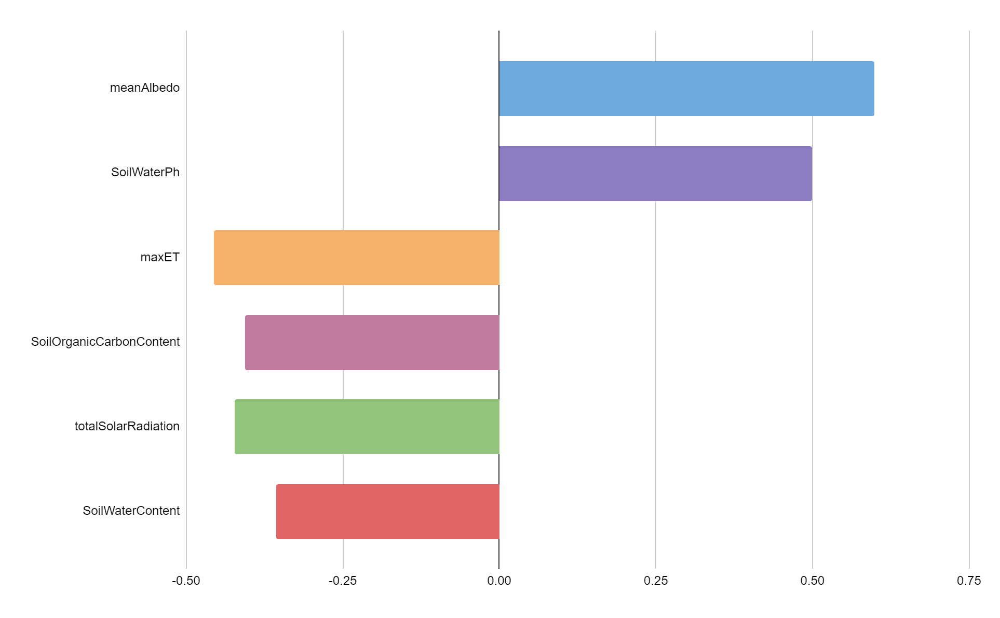 meanAlbedo
SoilWaterPh
maxET
SoilOrganicCarbonContent
totalSolarRadiation
SoilWaterContent
-0.50 -0.25 0.00 0.25 0.50 0.75